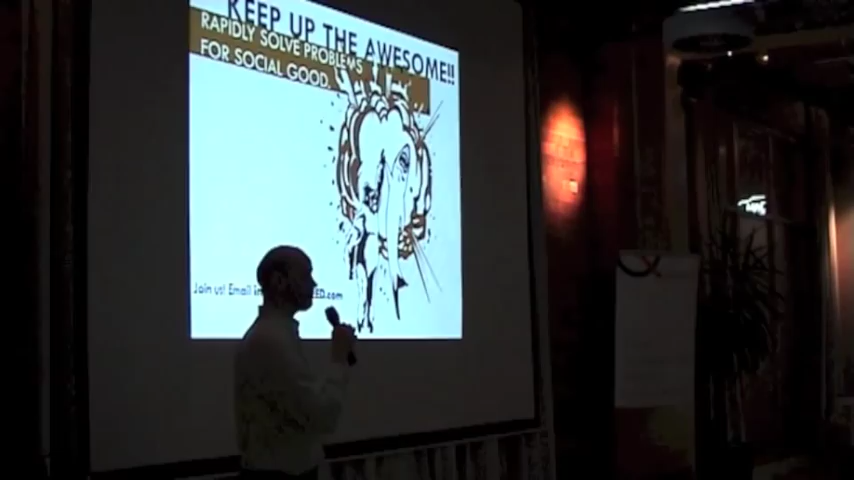 KEEP UP THE AWESOME!!
RAPIDLY SOLVE PROBLEMS
FOR SOCIAL GOOD.
Join us! Email